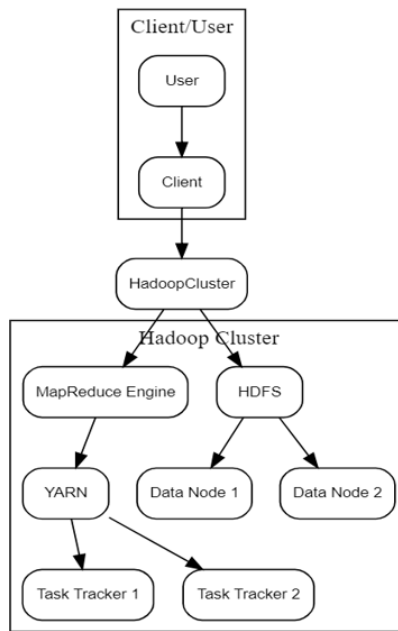 Client/User
User
Client
HadoopCluster
Hadoop Cluster
MapReduce Engine
HDFS
YARN
Data Node 1
Data Node 2
Task Tracker 1
Task Tracker 2